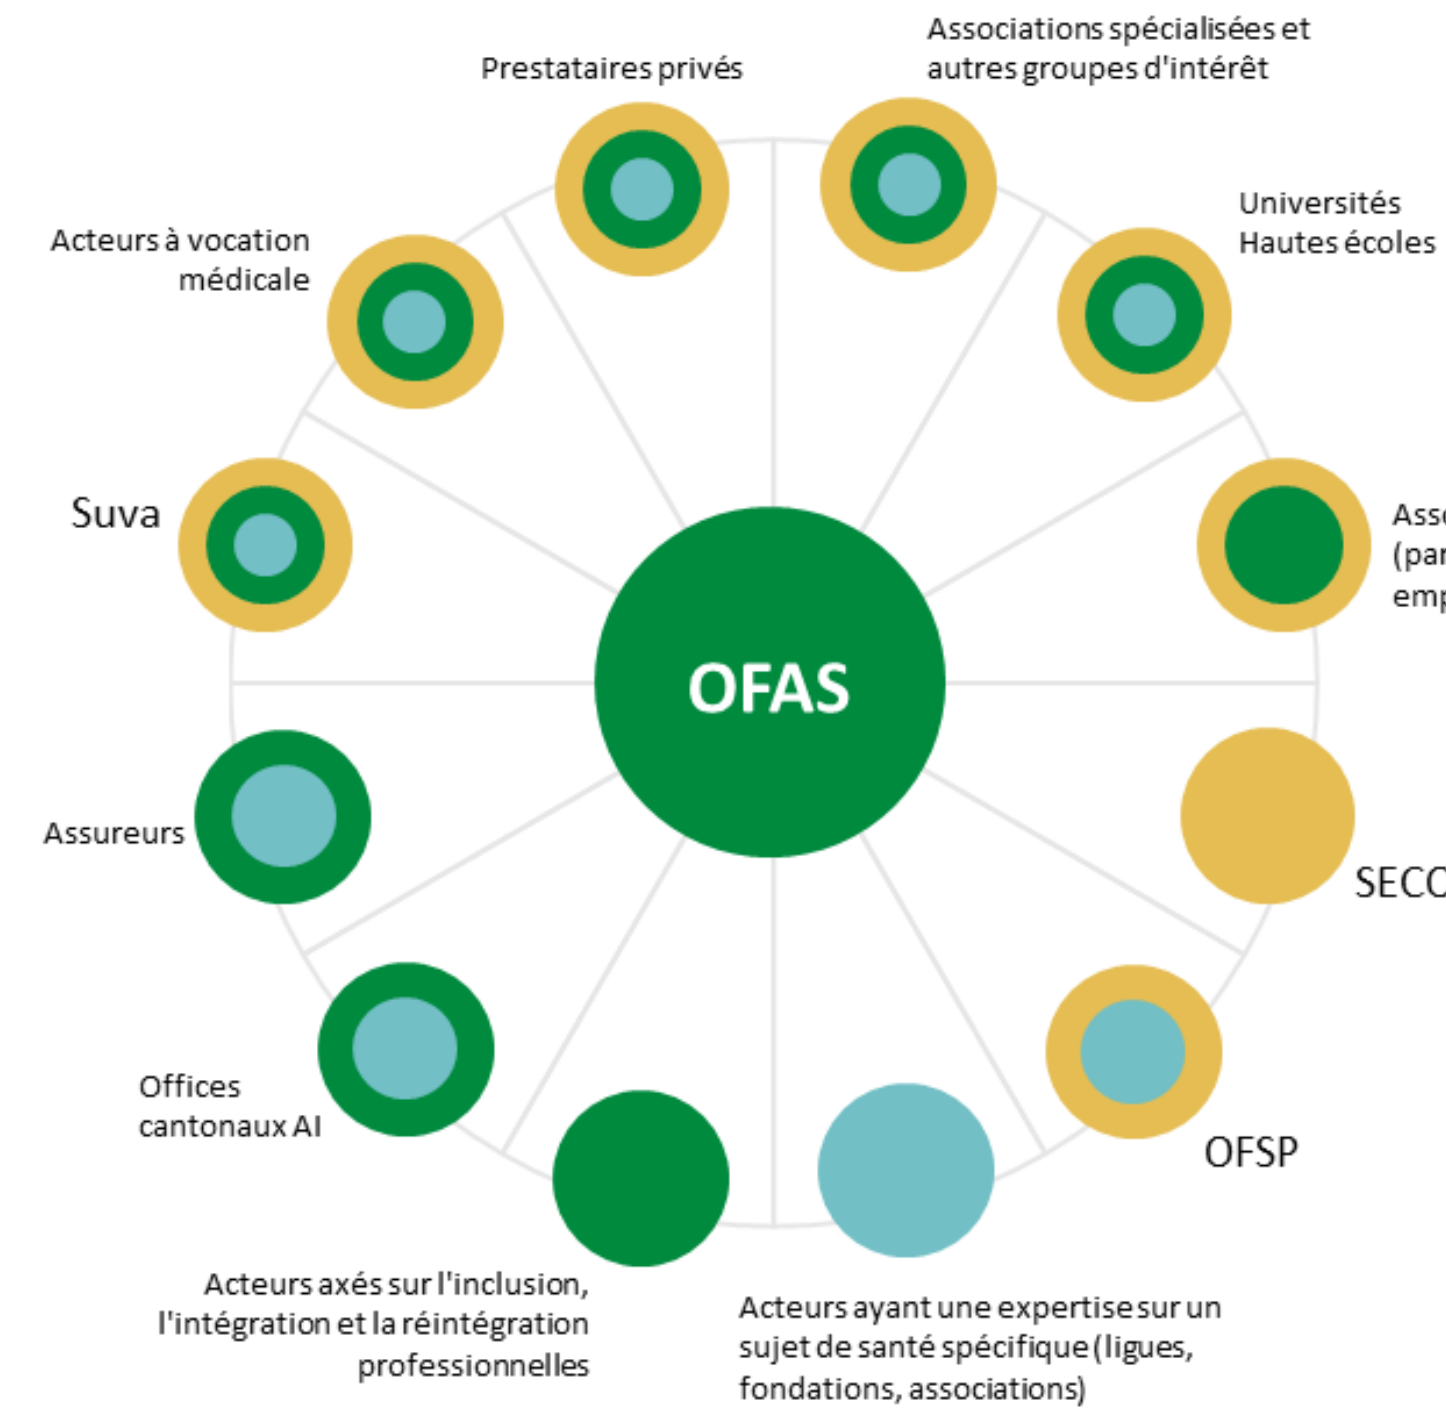 Associations spécialisées et
autres groupes d'intérêt
Prestataires privés
Universités
Hautes écoles
Acteurs à vocation
médicale
Suva
OFAS
Assureurs
SECO
Offices
cantonaux AI
OFSP
Acteurs axés sur l'inclusion,
l'intégration et la réintégration
professionnelles
Acteurs ayant une expertise sur un
sujet de santé spécifique (ligues,
fondations, associations)